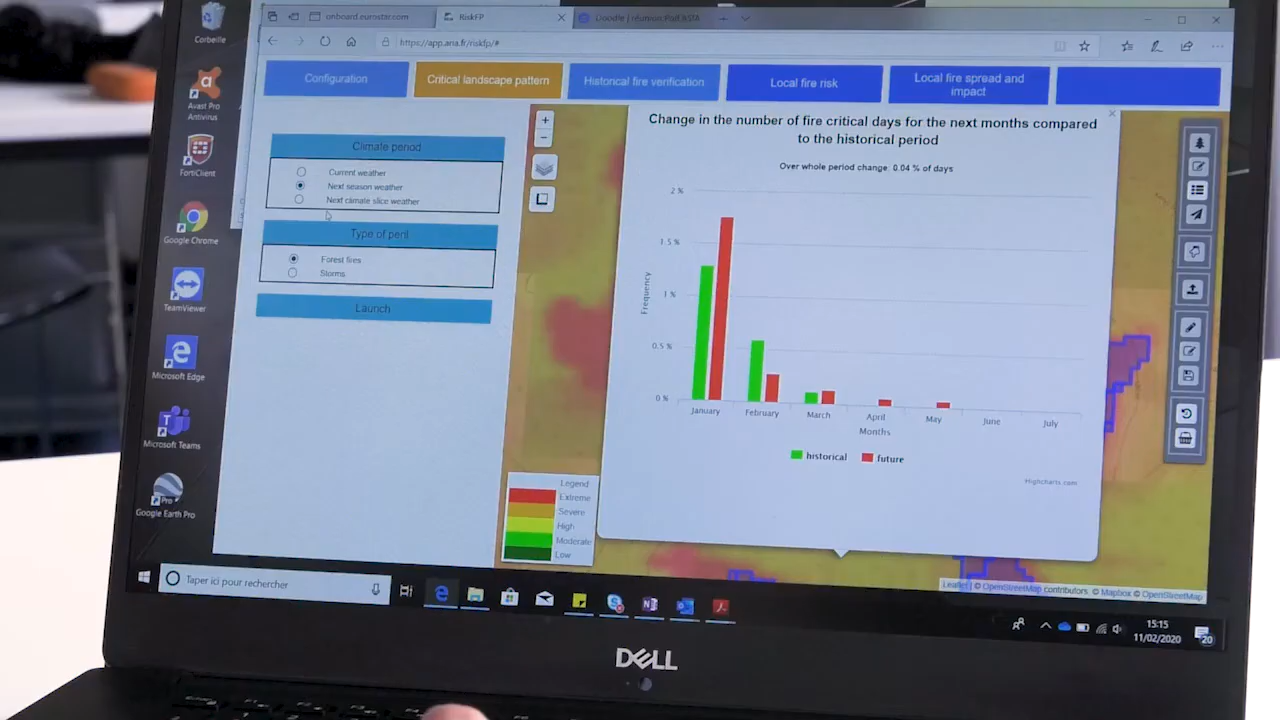 Corbeille
Avast Pro
Antivirus
FortiClient
Google Chrome
TeamViewer
Microsoft Edge
Microsoft Teams
Google Earth Pro
onboard.eurostar.com
RiskFP
Doodle | réunion
https://app.aria.fr/riskfp/#
Configuration
Critical landscape pattern
Historical fire verification
Local fire risk
Local fire spread and
impact
Climate period
Current weather
Next season weather
Next climate slice weather
Type of peril
Forest fires
Storms
Launch
+
−
Change in the number of fire critical days for the next months compared
to the historical period
Over whole period change: 0.04 % of days
Frequency
2 %
1.5 %
1 %
0.5 %
0 %
January
February
March
April
May
June
July
Months
historical
future
Highcharts.com
Legend
Extreme
Severe
High
Moderate
Low
Leaflet | © OpenStreetMap contributors © Mapbox © OpenStreetMap
Taper ici pour rechercher
15:15
11/02/2020
20
DELL